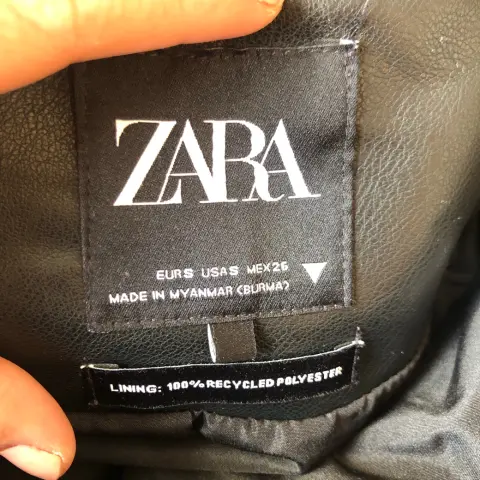 ZARA
EUR S USA S MEX 26
MADE IN MYANMAR (BURMA)
LINING: 100% RECYCLED POLYESTER